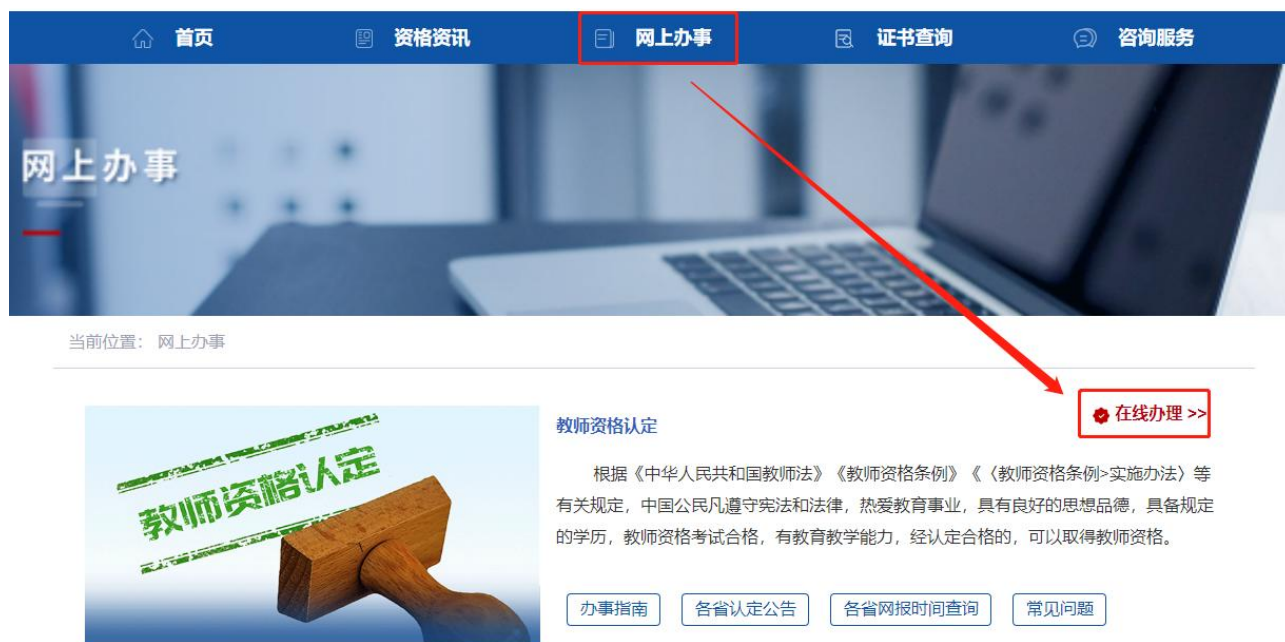 首页 资格资讯 网上办事 证书查询 咨询服务
网上办事
当前位置： 网上办事
教师资格认定
教师资格认定
在线办理 >>
根据《中华人民共和国教师法》《教师资格条例》《〈教师资格条例>实施办法〉等
有关规定，中国公民凡遵守宪法和法律，热爱教育事业，具有良好的思想品德，具备规定
的学历，教师资格考试合格，有教育教学能力，经认定合格的，可以取得教师资格。
办事指南 各省认定公告 各省网报时间查询 常见问题